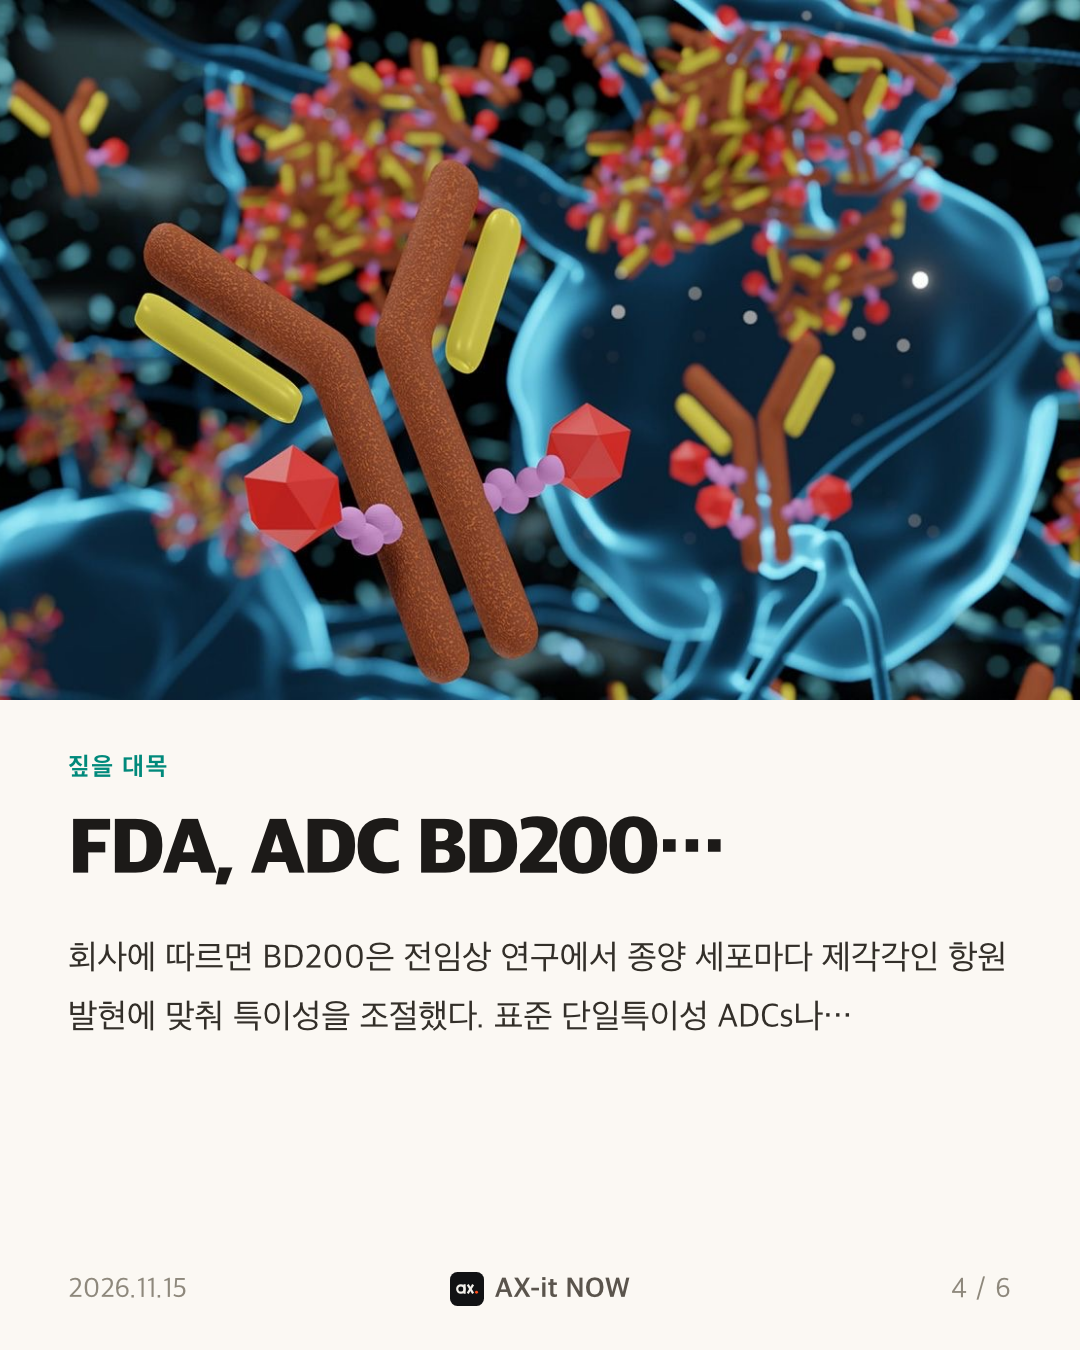 짚을 대목
FDA, ADC BD200⋯
회사에 따르면 BD200은 전임상 연구에서 종양 세포마다 제각각인 항원
발현에 맞춰 특이성을 조절했다. 표준 단일특이성 ADCs나⋯
2026.11.15
ax. AX-it NOW
4 / 6